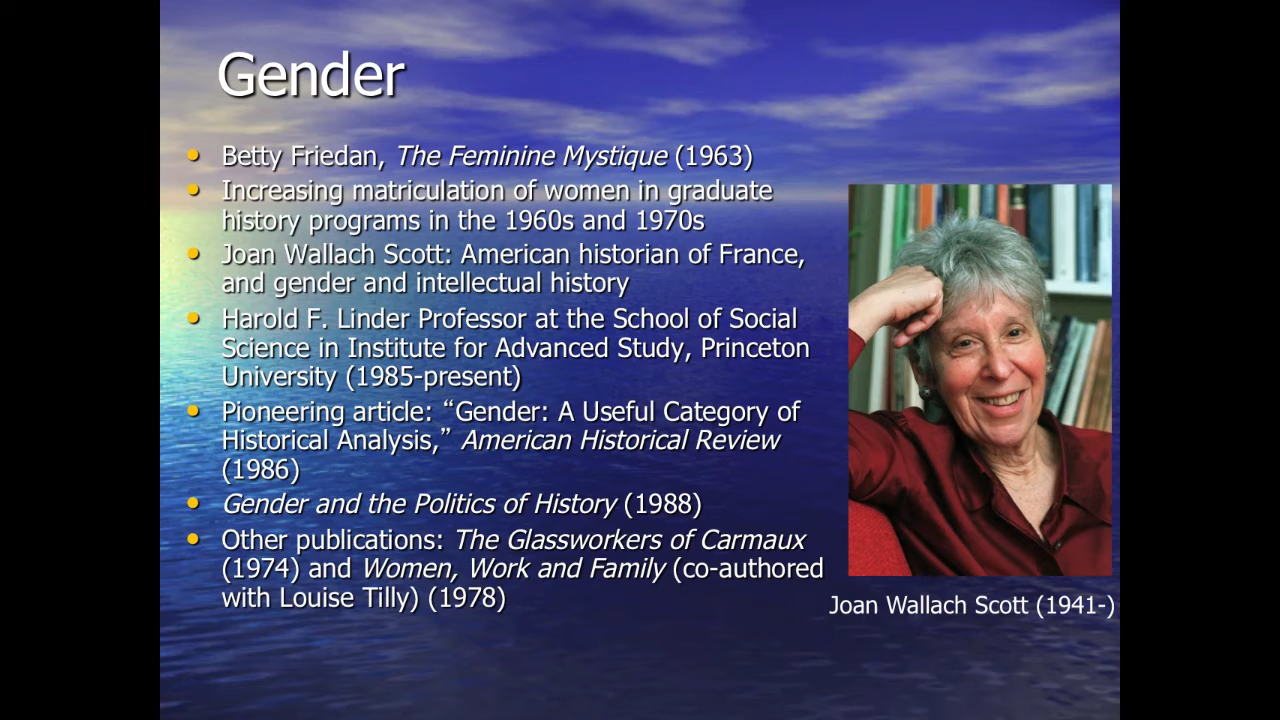 Gender
• Betty Friedan, The Feminine Mystique (1963)
• Increasing matriculation of women in graduate
history programs in the 1960s and 1970s
• Joan Wallach Scott: American historian of France,
and gender and intellectual history
• Harold F. Linder Professor at the School of Social
Science in Institute for Advanced Study, Princeton
University (1985-present)
• Pioneering article: “Gender: A Useful Category of
Historical Analysis,” American Historical Review
(1986)
• Gender and the Politics of History (1988)
• Other publications: The Glassworkers of Carmaux
(1974) and Women, Work and Family (co-authored
with Louise Tilly) (1978)
Joan Wallach Scott (1941-)